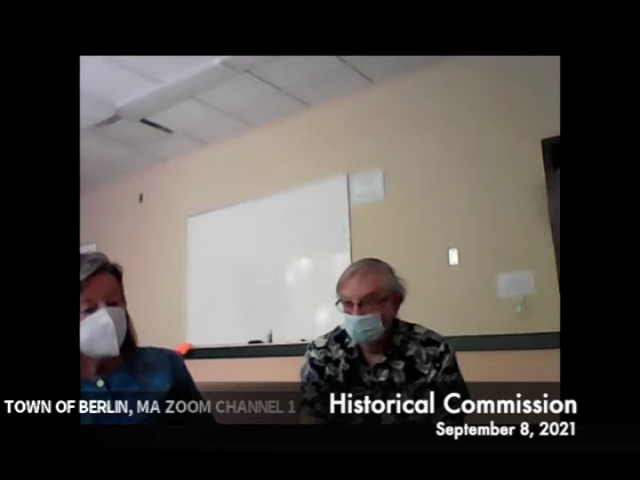 TOWN OF BERLIN, MA ZOOM CHANNEL 1
Historical Commission
September 8, 2021